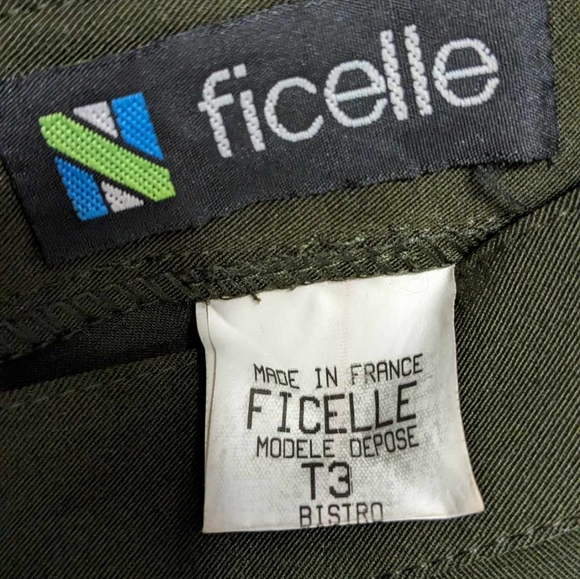 ficelle
MADE IN FRANCE
FICELLE
MODELE DEPOSE
T3
BISTRO